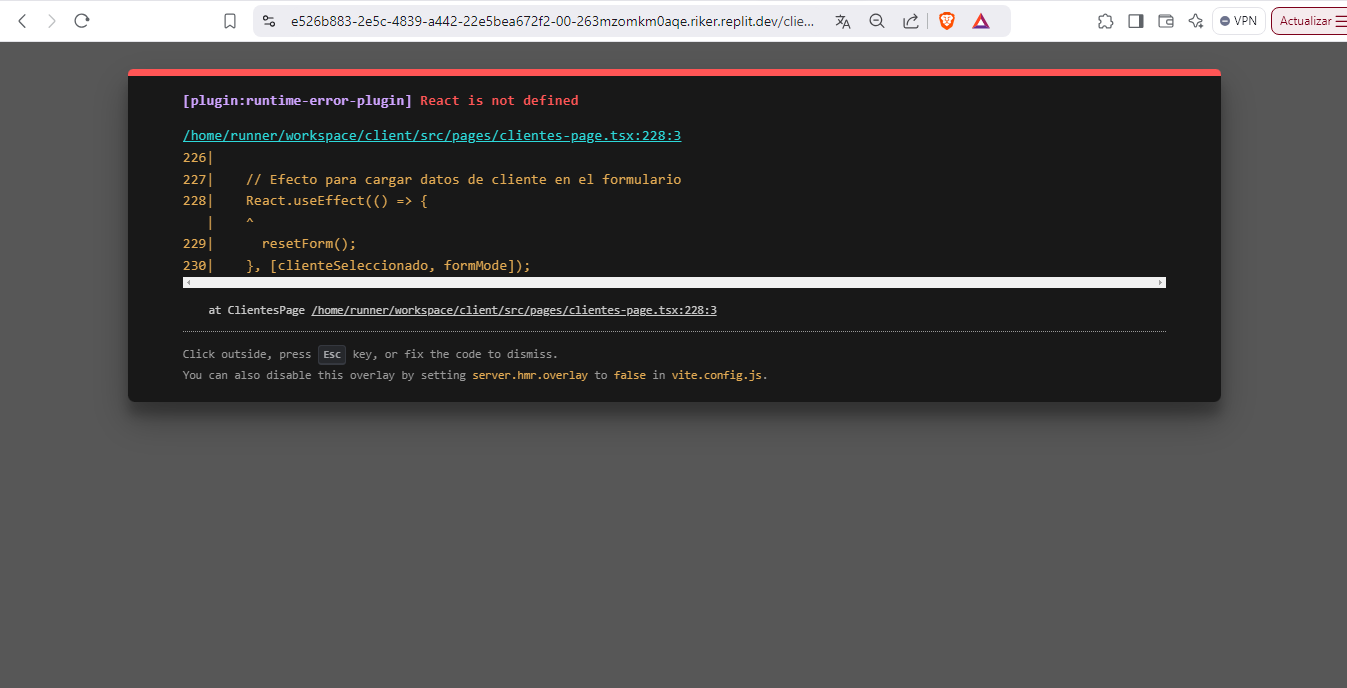 e526b883-2e5c-4839-a442-22e5bea672f2-00-263mzomkm0aqe.riker.replit.dev/clie...
VPN
Actualizar
[plugin:runtime-error-plugin] React is not defined
/home/runner/workspace/client/src/pages/clientes-page.tsx:228:3
226|
227|    // Efecto para cargar datos de cliente en el formulario
228|    React.useEffect(() => {
   |    ^
229|      resetForm();
230|    }, [clienteSeleccionado, formMode]);
at ClientesPage /home/runner/workspace/client/src/pages/clientes-page.tsx:228:3
Click outside, press Esc key, or fix the code to dismiss.
You can also disable this overlay by setting server.hmr.overlay to false in vite.config.js.